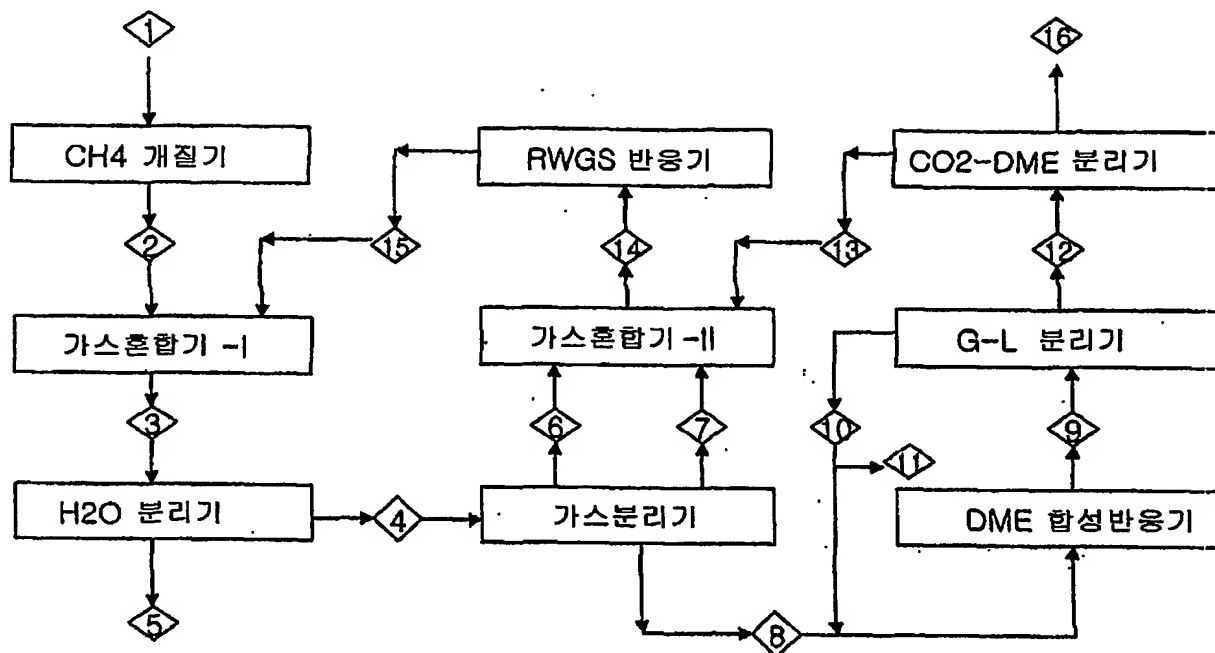 1
16
CH4 개질기
RWGS 반응기
CO2-DME 분리기
2
15
14
13
12
가스혼합기 -I
가스혼합기 -II
G-L 분리기
3
6
7
10
9
11
H2O 분리기
4
가스분리기
DME 합성반응기
5
8